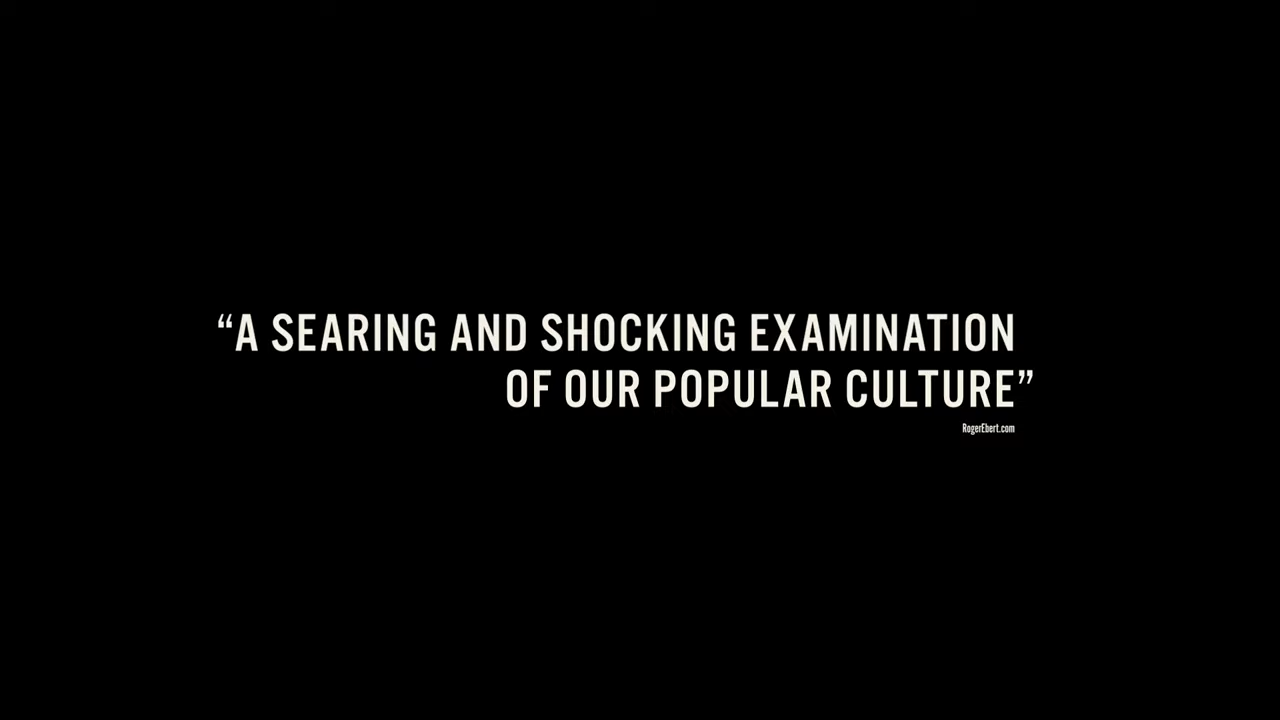 “A SEARING AND SHOCKING EXAMINATION
OF OUR POPULAR CULTURE”
RogerEbert.com